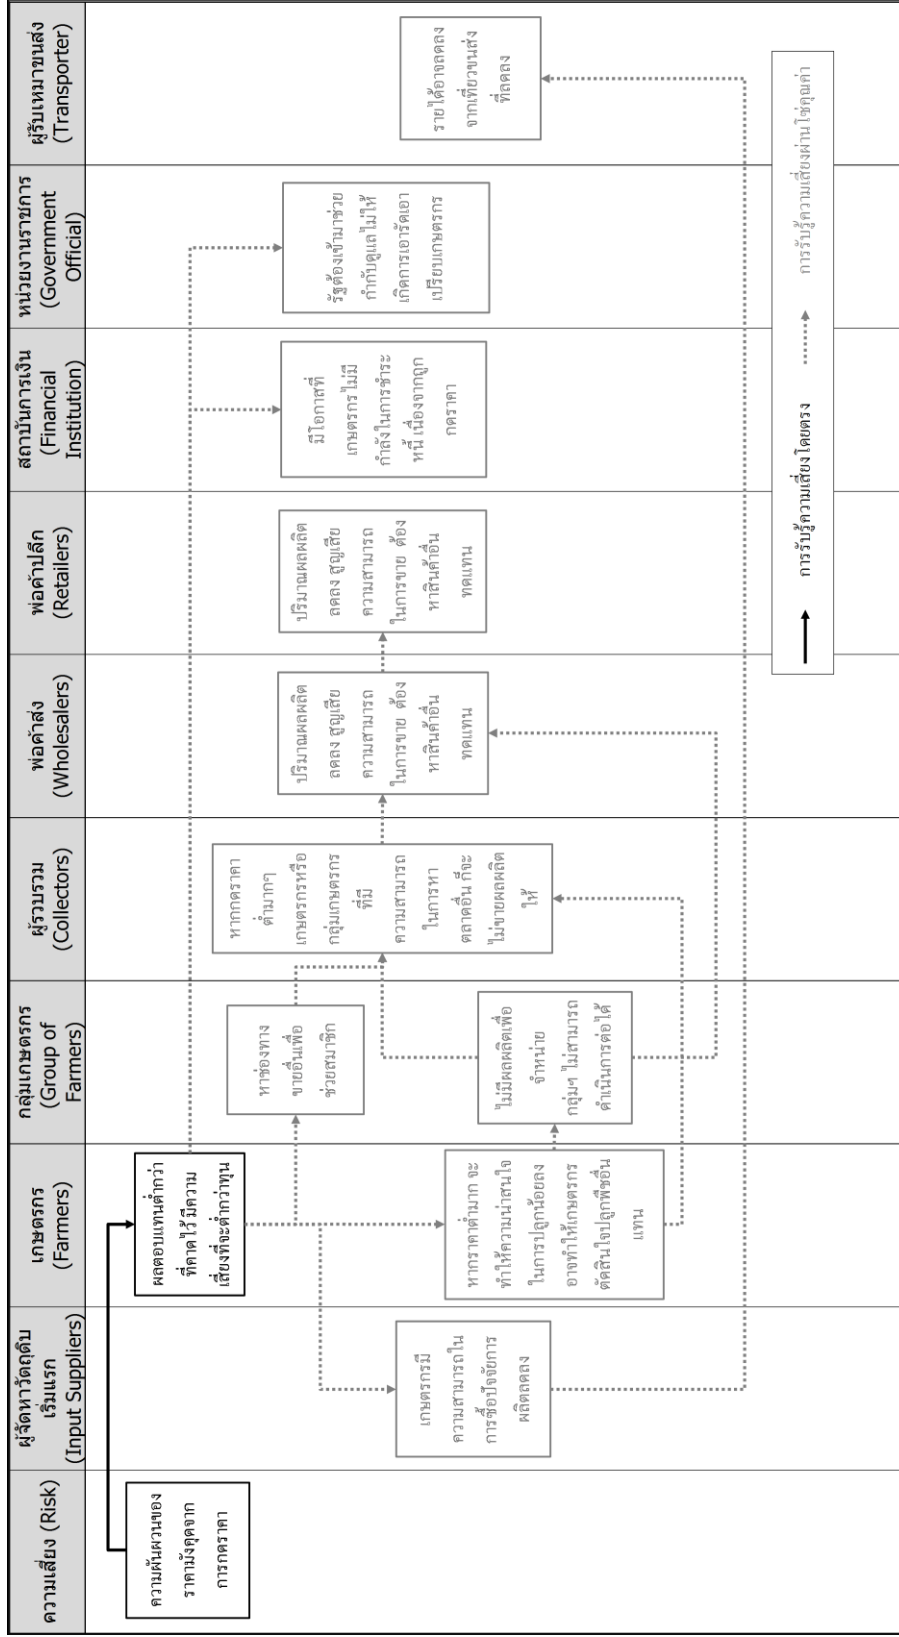 ความเสี่ยง (Risk)
ผู้จัดหาวัตถุดิบ
เริ่มแรก
(Input Suppliers)
เกษตรกร
(Farmers)
กลุ่มเกษตรกร
(Group of
Farmers)
ผู้รวบรวม
(Collectors)
พ่อค้าส่ง
(Wholesalers)
พ่อค้าปลีก
(Retailers)
สถาบันการเงิน
(Financial
Institution)
หน่วยงานราชการ
(Government
Official)
ผู้รับเหมาขนส่ง
(Transporter)
ความผันผวนของ
ราคามังคุดจาก
การกดราคา
เกษตรกรมี
ความสามารถใน
การซื้อปัจจัยการ
ผลิตลดลง
ผลตอบแทนต่ำกว่า
ที่คาดไว้ มีความ
เสี่ยงที่จะต่ำกว่าทุน
หากราคาต่ำมาก จะ
ทำให้ความน่าสนใจ
ในการปลูกน้อยลง
อาจทำให้เกษตรกร
ตัดสินใจปลูกพืชอื่น
แทน
หาช่องทาง
ขายอื่นเพื่อ
ช่วยสมาชิก
ไม่มีผลผลิตเพื่อ
จำหน่าย
กลุ่มฯ ไม่สามารถ
ดำเนินการต่อได้
หากกดราคา
ต่ำมากๆ
เกษตรกรหรือ
กลุ่มเกษตรกร
ที่มี
ความสามารถ
ในการหา
ตลาดอื่น ก็จะ
ไม่ขายผลผลิต
ให้
ปริมาณผลผลิต
ลดลง สูญเสีย
ความสามารถ
ในการขาย ต้อง
หาสินค้าอื่น
ทดแทน
ปริมาณผลผลิต
ลดลง สูญเสีย
ความสามารถ
ในการขาย ต้อง
หาสินค้าอื่น
ทดแทน
มีโอกาสที่
เกษตรกรไม่มี
กำลังในการชำระ
หนี้ เนื่องจากถูก
กดราคา
รัฐต้องเข้ามาช่วย
กำกับดูแล ไม่ให้
เกิดการเอารัดเอา
เปรียบเกษตรกร
รายได้อาจลดลง
จากเที่ยวขนส่ง
ที่ลดลง
การรับรู้ความเสี่ยงโดยตรง
การรับรู้ความเสี่ยงผ่านโซ่คุณค่า